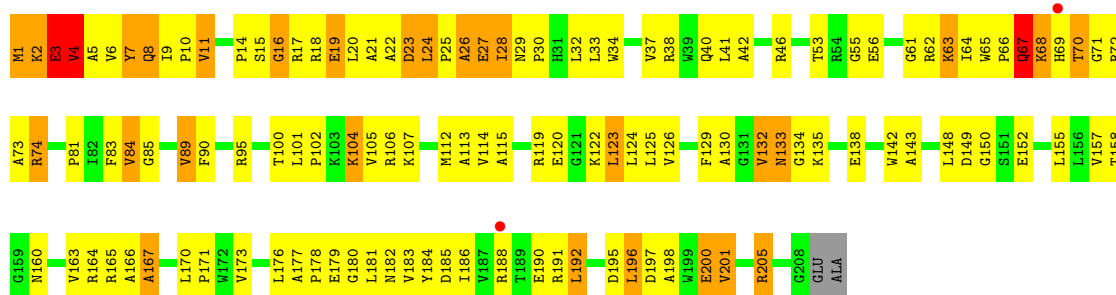 M1 K2 E3 V4 A5 V6 Y7 Q8 I9 P10 V11 P14 S15 G16 R17 R18 E19 L20 A21 A22 D23 L24 P25 A26 E27 I28 N29 P30 H31 L32 L33 W34 V37 R38 W39 Q40 L41 A42 R46 T53 R54 G55 E56 G61 R62 K63 I64 W65 P66 Q67 K68 H69 T70 G71
A73 R74 P81 I82 F83 V84 G85 V89 F90 R95 T100 L101 P102 K103 K104 V105 R106 K107 M112 A113 V114 A115 R119 E120 G121 K122 L123 L124 L125 V126 F129 A130 G131 V132 N133 G134 K135 E138 W142 A143 L148 D149 G150 S151 E152 L155 L156 V157 T158
G159 N160 V163 R164 R165 A166 A167 L170 P171 W172 V173 L176 A177 P178 E179 G180 L181 N182 V183 Y184 D185 I186 V187 R188 T189 E190 R191 L192 D195 L196 D197 A198 W199 E200 V201 R205 G208 GLU ALA